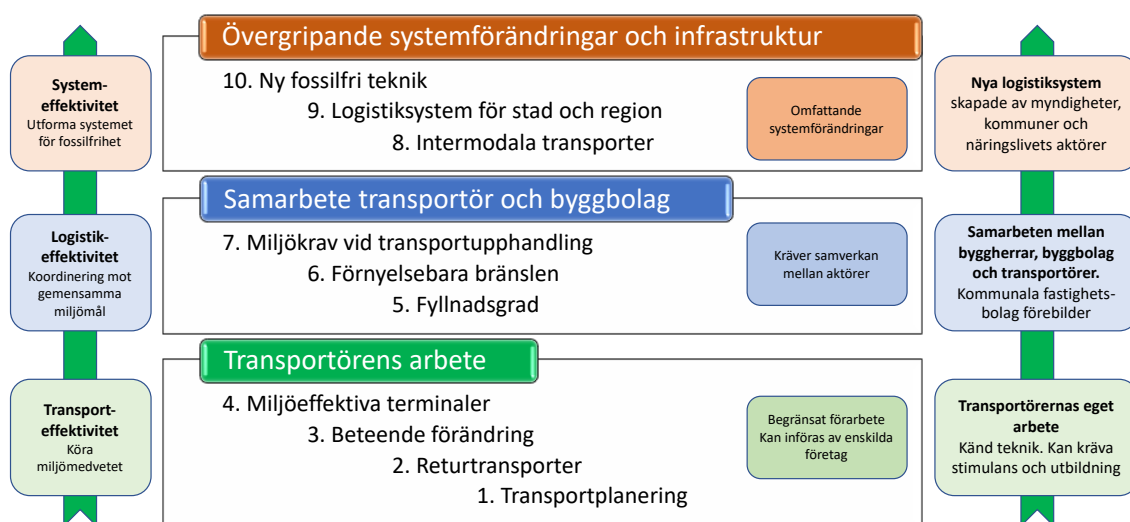 Övergripande systemförändringar och infrastruktur
System-
effektivitet
Utforma systemet
för fossilfrihet
10. Ny fossilfri teknik
9. Logistiksystem för stad och region
8. Intermodala transporter
Omfattande
systemförändringar
Nya logistiksystem
skapade av myndigheter,
kommuner och
näringslivets aktörer
Samarbete transportör och byggbolag
Logistik-
effektivitet
Koordinering mot
gemensamma
miljömål
7. Miljökrav vid transportupphandling
6. Förnyelsebara bränslen
5. Fyllnadsgrad
Kräver samverkan
mellan aktörer
Samarbeten mellan
byggherrar, byggbolag
och transportörer.
Kommunala fastighets-
bolag förebilder
Transportörens arbete
Transport-
effektivitet
Köra
miljömedvetet
4. Miljöeffektiva terminaler
3. Beteende förändring
2. Returtransporter
1. Transportplanering
Begränsat förarbete
Kan införas av enskilda
företag
Transportörernas eget
arbete
Känd teknik. Kan kräva
stimulans och utbildning